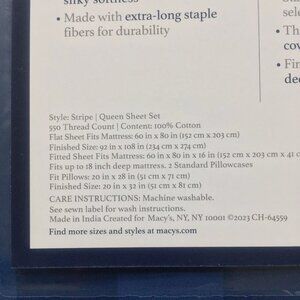 silky softness
• Made with extra-long staple
fibers for durability
sele
• Th
cov
• Fin
dec
Style: Stripe | Queen Sheet Set
550 Thread Count | Content: 100% Cotton
Flat Sheet Fits Mattress: 60 in x 80 in (152 cm x 203 cm)
Finished Size: 92 in x 108 in (234 cm x 274 cm)
Fitted Sheet Fits Mattress: 60 in x 80 in x 16 in (152 cm x 203 cm x 41 c
Fits up to 18 inch deep mattress. 2 Standard Pillowcases
Fit Pillows: 20 in x 28 in (51 cm x 71 cm)
Finished Size: 20 in x 32 in (51 cm x 81 cm)
CARE INSTRUCTIONS: Machine washable.
See sewn label for wash instructions.
Made in India Created for Macy's, NY, NY 10001 ©2023 CH-64559
Find more sizes and styles at macys.com